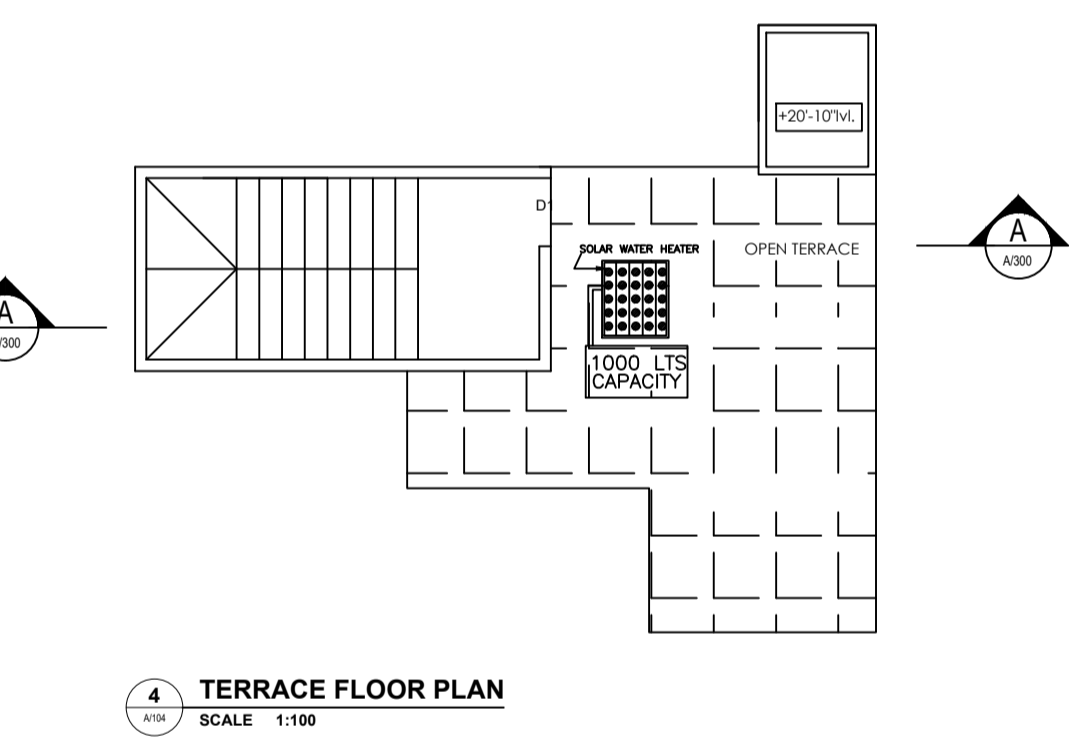 +20'-10"lvl.
D1
SOLAR WATER HEATER
OPEN TERRACE
A
A/300
A
/300
1000 LTS
CAPACITY
4
A/104
TERRACE FLOOR PLAN
SCALE 1:100